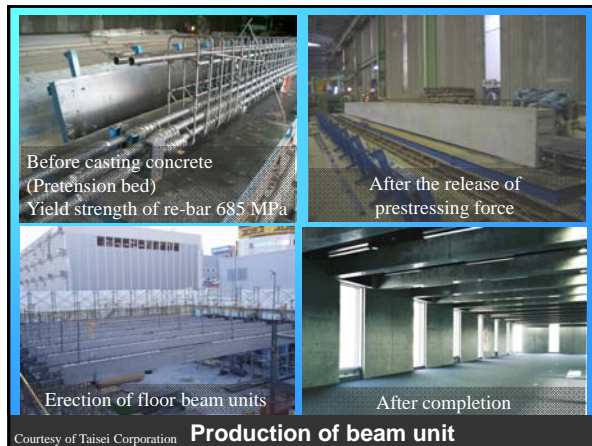 Before casting concrete
(Pretension bed)
Yield strength of re-bar 685 MPa
After the release of
prestressing force
Erection of floor beam units
After completion
Courtesy of Taisei Corporation Production of beam unit